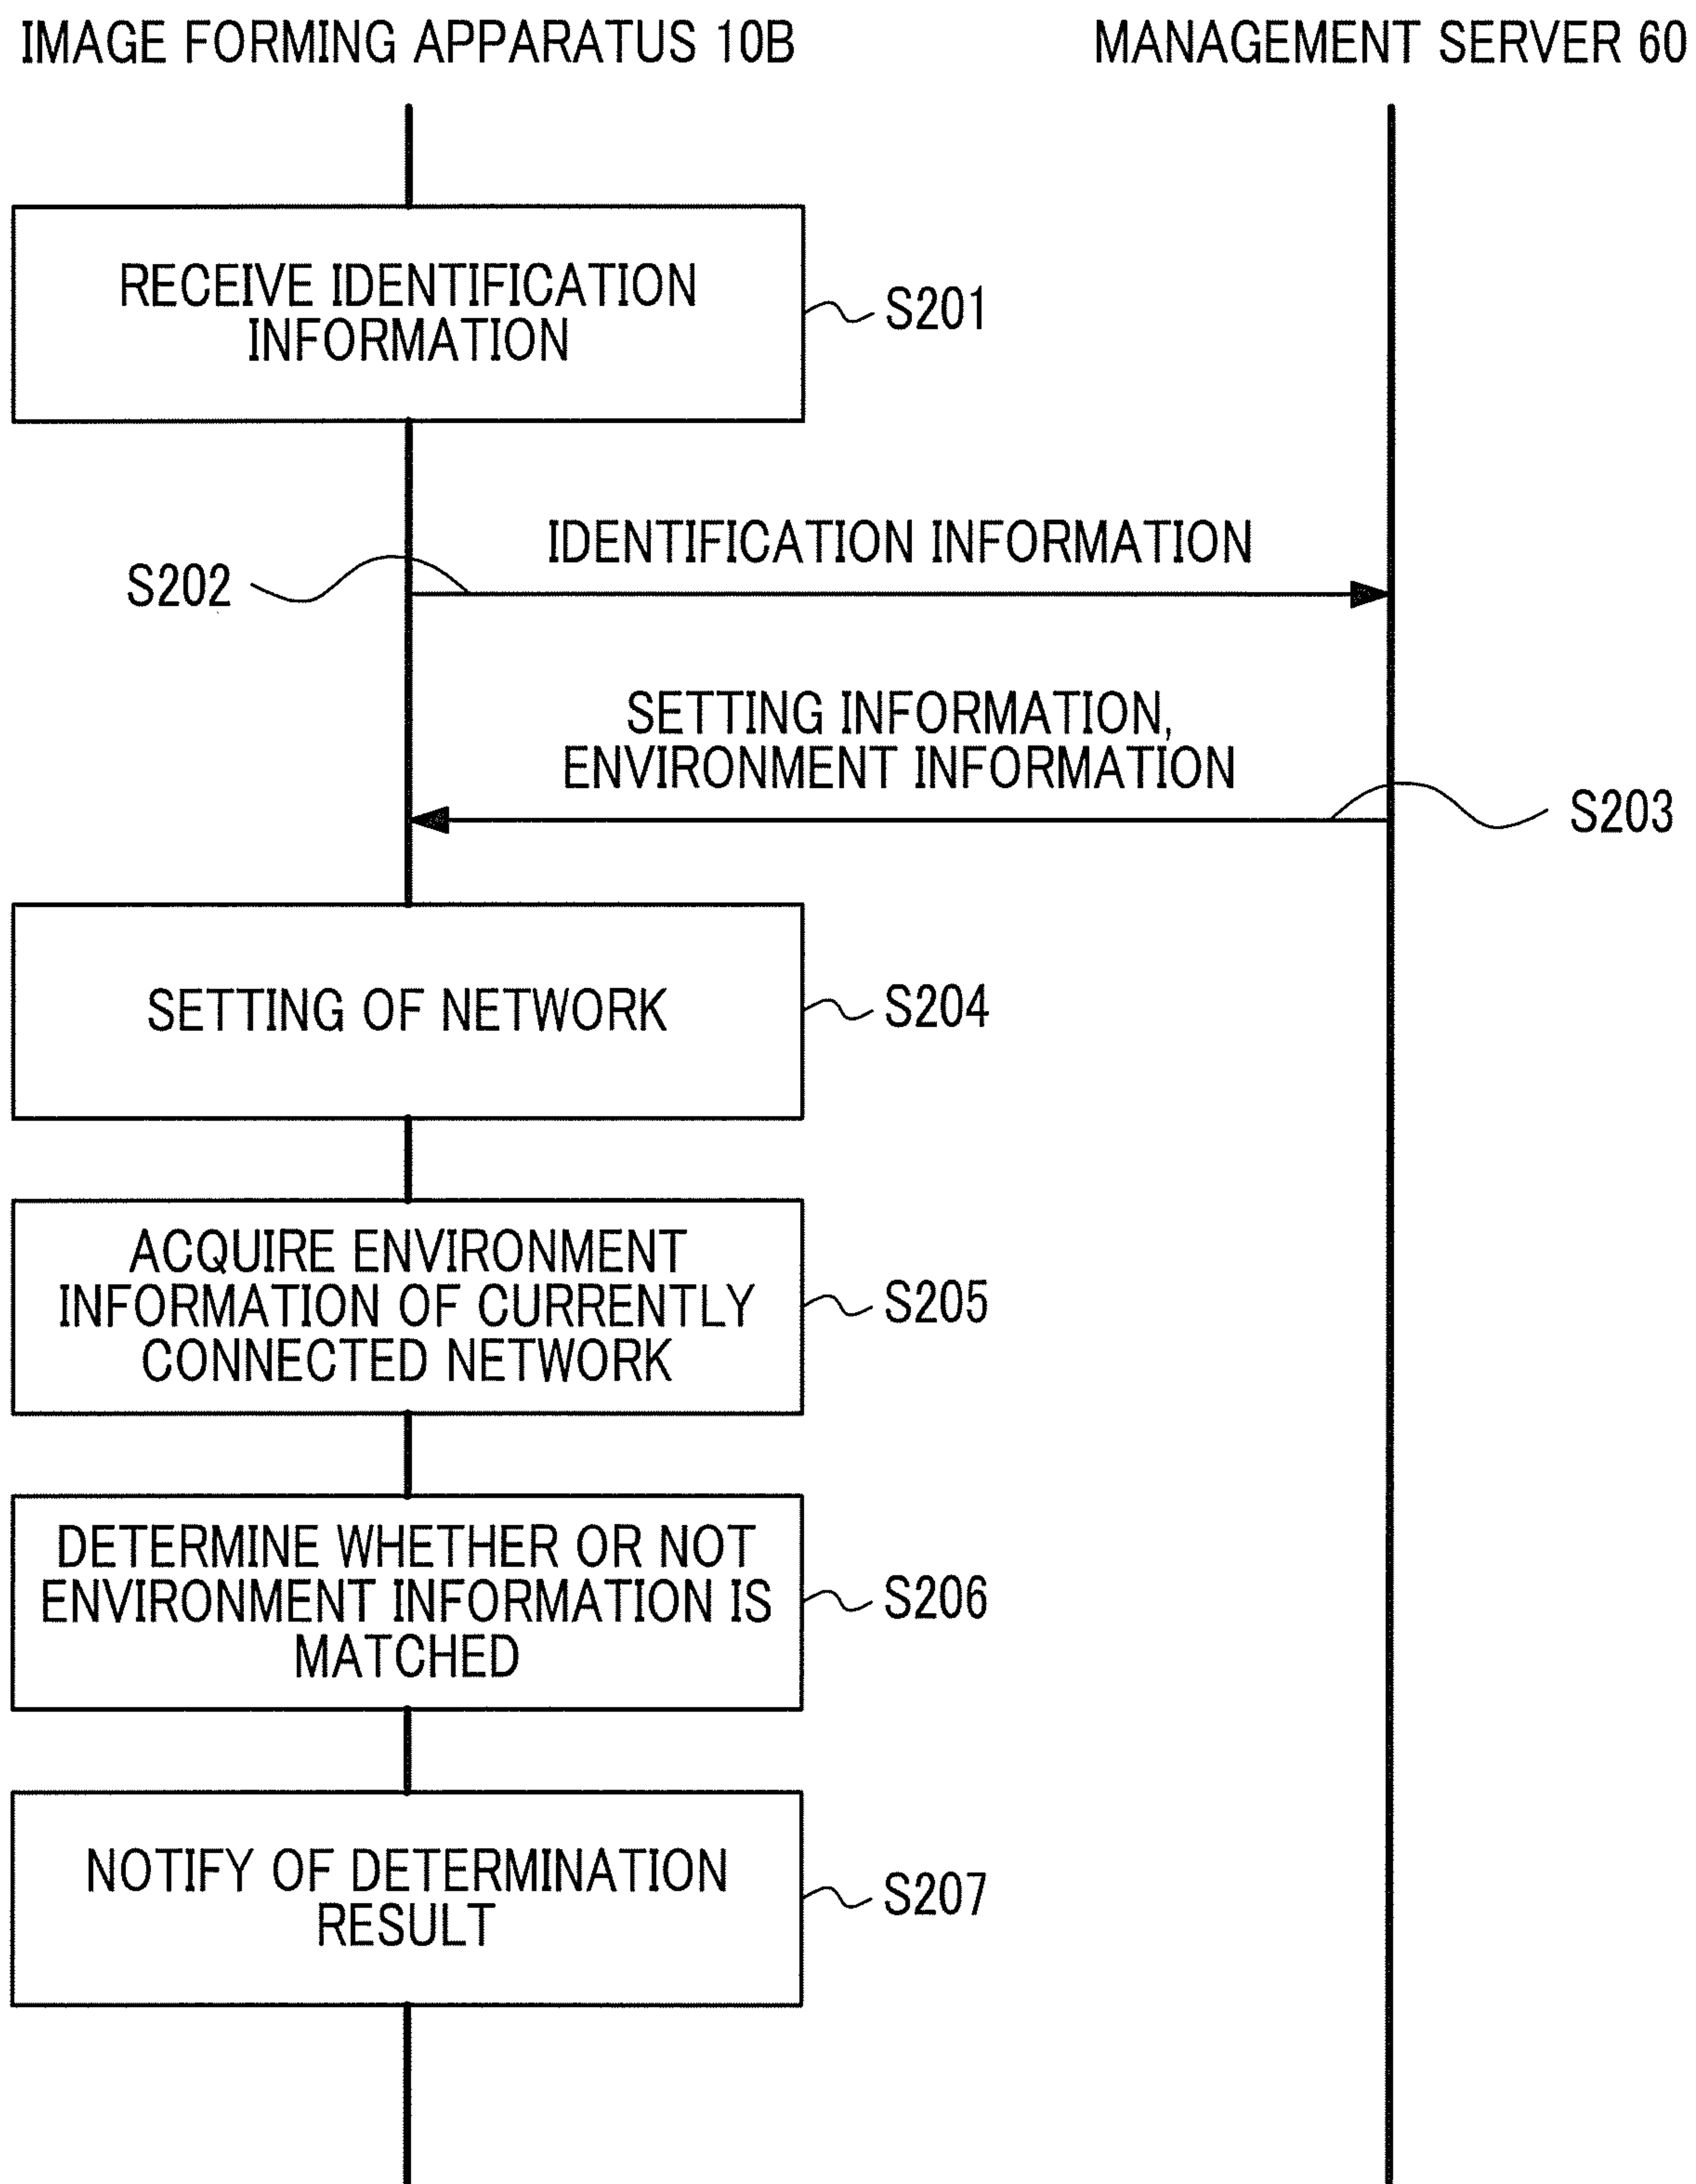 IMAGE FORMING APPARATUS 10B
MANAGEMENT SERVER 60
RECEIVE IDENTIFICATION
INFORMATION
S201
IDENTIFICATION INFORMATION
S202
SETTING INFORMATION,
ENVIRONMENT INFORMATION
S203
SETTING OF NETWORK
S204
ACQUIRE ENVIRONMENT
INFORMATION OF CURRENTLY
CONNECTED NETWORK
S205
DETERMINE WHETHER OR NOT
ENVIRONMENT INFORMATION IS
MATCHED
S206
NOTIFY OF DETERMINATION
RESULT
S207